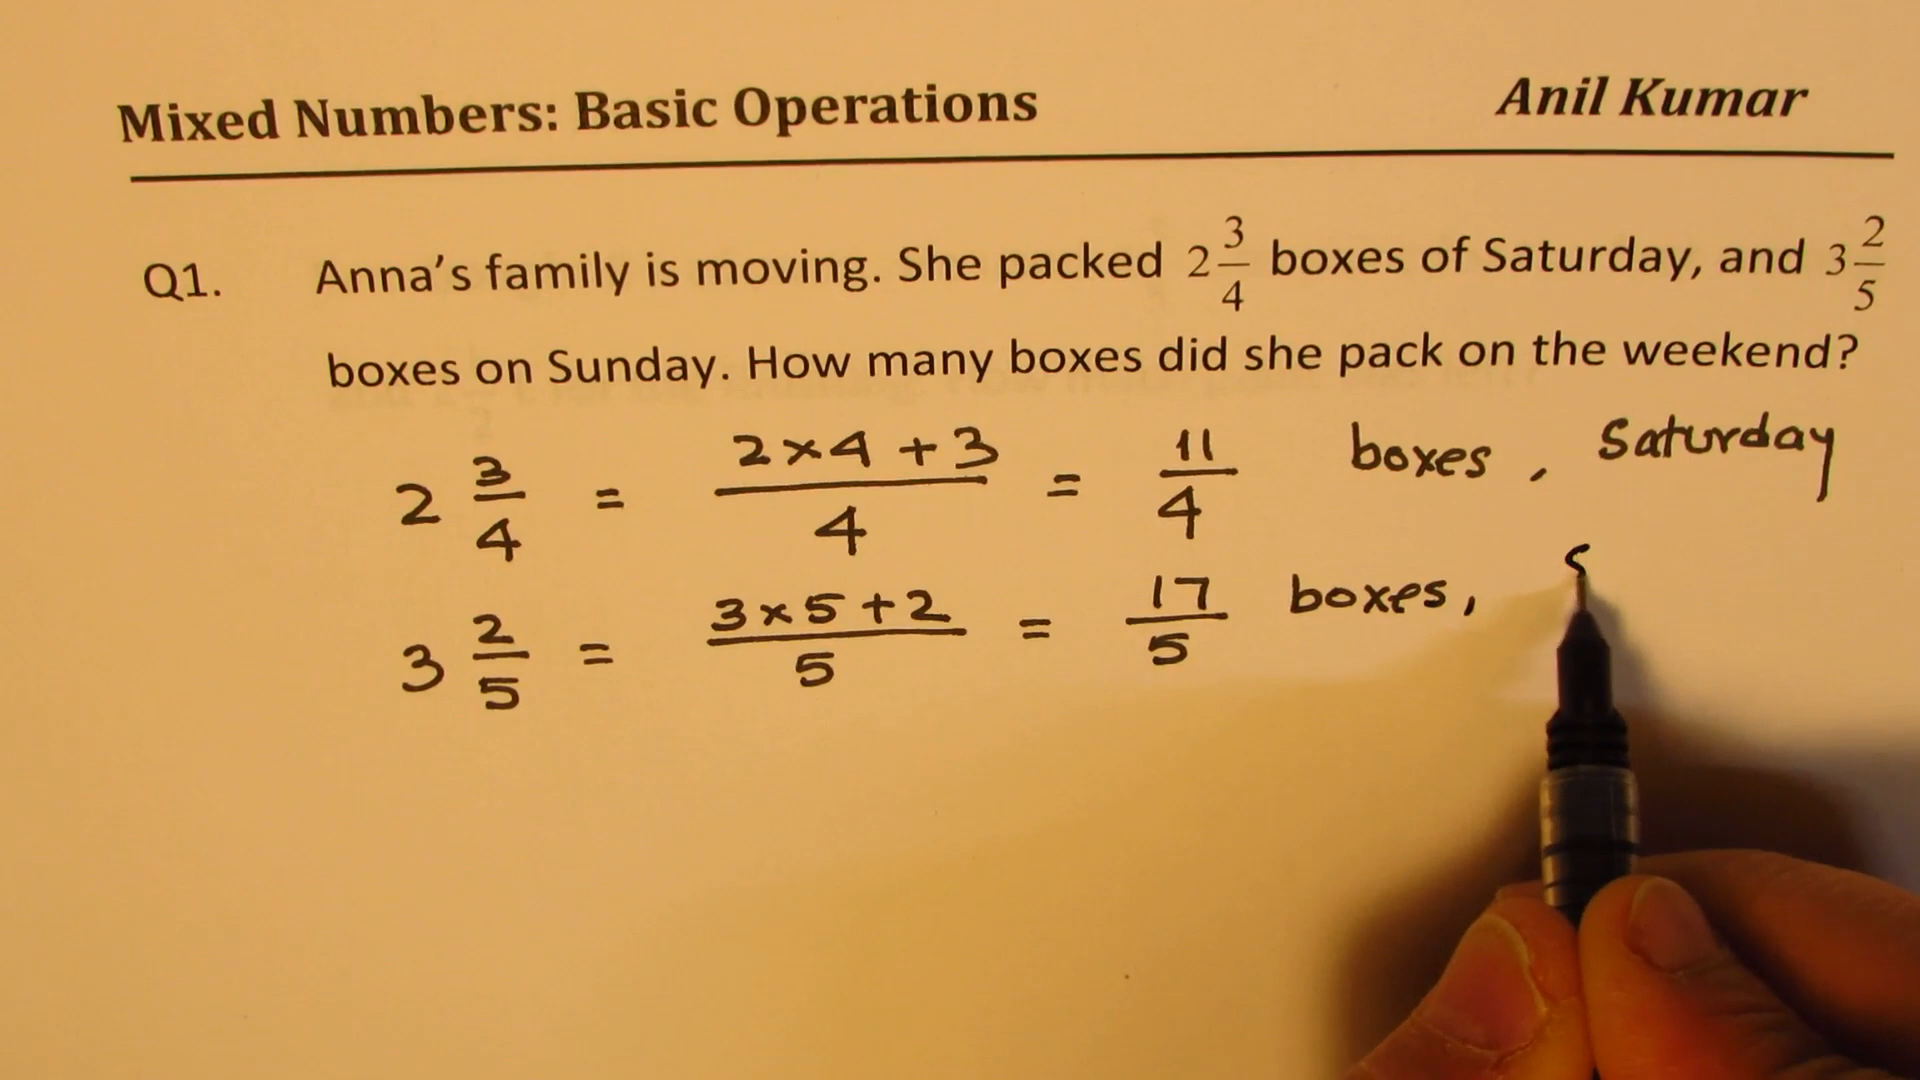 Mixed Numbers: Basic Operations Anil Kumar
Q1. Anna's family is moving. She packed 2 3/4 boxes of Saturday, and 3 2/5
boxes on Sunday. How many boxes did she pack on the weekend?
2 3/4 = (2×4+3)/4 = 11/4 boxes, Saturday
3 2/5 = (3×5+2)/5 = 17/5 boxes, S